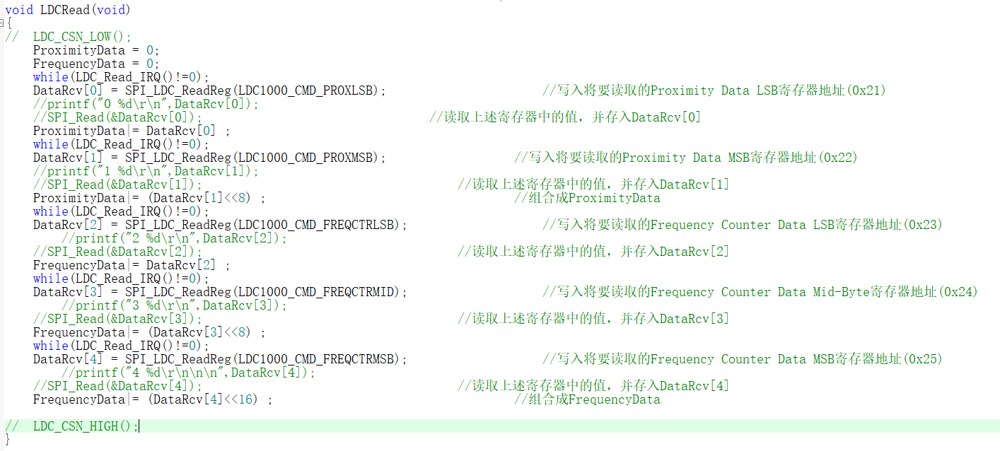 void LDCRead(void)
{
//  LDC_CSN_LOW();
    ProximityData = 0;
    FrequencyData = 0;
    while(LDC_Read_IRQ()!=0);
    DataRcv[0] = SPI_LDC_ReadReg(LDC1000_CMD_PROXLSB);                      //写入将要读取的Proximity Data LSB寄存器地址(0x21)
    //printf("0 %d\r\n",DataRcv[0]);
    //SPI_Read(&DataRcv[0]);                                //读取上述寄存器中的值，并存入DataRcv[0]
    ProximityData|= DataRcv[0] ;
    while(LDC_Read_IRQ()!=0);
    DataRcv[1] = SPI_LDC_ReadReg(LDC1000_CMD_PROXMSB);                  //写入将要读取的Proximity Data MSB寄存器地址(0x22)
    //printf("1 %d\r\n",DataRcv[1]);
    //SPI_Read(&DataRcv[1]);                                    //读取上述寄存器中的值，并存入DataRcv[1]
    ProximityData|= (DataRcv[1]<<8) ;                                   //组合成ProximityData
    while(LDC_Read_IRQ()!=0);
    DataRcv[2] = SPI_LDC_ReadReg(LDC1000_CMD_FREQCTRLSB);                   //写入将要读取的Frequency Counter Data LSB寄存器地址(0x23)
        //printf("2 %d\r\n",DataRcv[2]);
    //SPI_Read(&DataRcv[2]);                                    //读取上述寄存器中的值，并存入DataRcv[2]
    FrequencyData|= DataRcv[2] ;
    while(LDC_Read_IRQ()!=0);
    DataRcv[3] = SPI_LDC_ReadReg(LDC1000_CMD_FREQCTRMID);                   //写入将要读取的Frequency Counter Data Mid-Byte寄存器地址(0x24)
        //printf("3 %d\r\n",DataRcv[3]);
    //SPI_Read(&DataRcv[3]);                                    //读取上述寄存器中的值，并存入DataRcv[3]
    FrequencyData|= (DataRcv[3]<<8) ;
    while(LDC_Read_IRQ()!=0);
    DataRcv[4] = SPI_LDC_ReadReg(LDC1000_CMD_FREQCTRMSB);                   //写入将要读取的Frequency Counter Data MSB寄存器地址(0x25)
        //printf("4 %d\r\n\n\n",DataRcv[4]);
    //SPI_Read(&DataRcv[4]);                                    //读取上述寄存器中的值，并存入DataRcv[4]
    FrequencyData|= (DataRcv[4]<<16) ;                                  //组合成FrequencyData
//  LDC_CSN_HIGH();
}